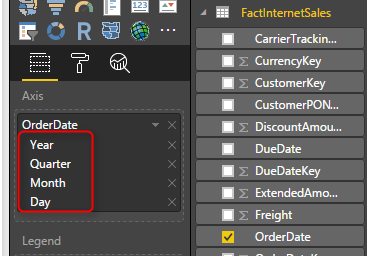 123
R
...
Axis
OrderDate
Year
Quarter
Month
Day
Legend
FactInternetSales
CarrierTrackin...
Σ CurrencyKey
Σ CustomerKey
CustomerPON...
Σ DiscountAmou...
DueDate
Σ DueDateKey
Σ ExtendedAmo...
Σ Freight
OrderDate